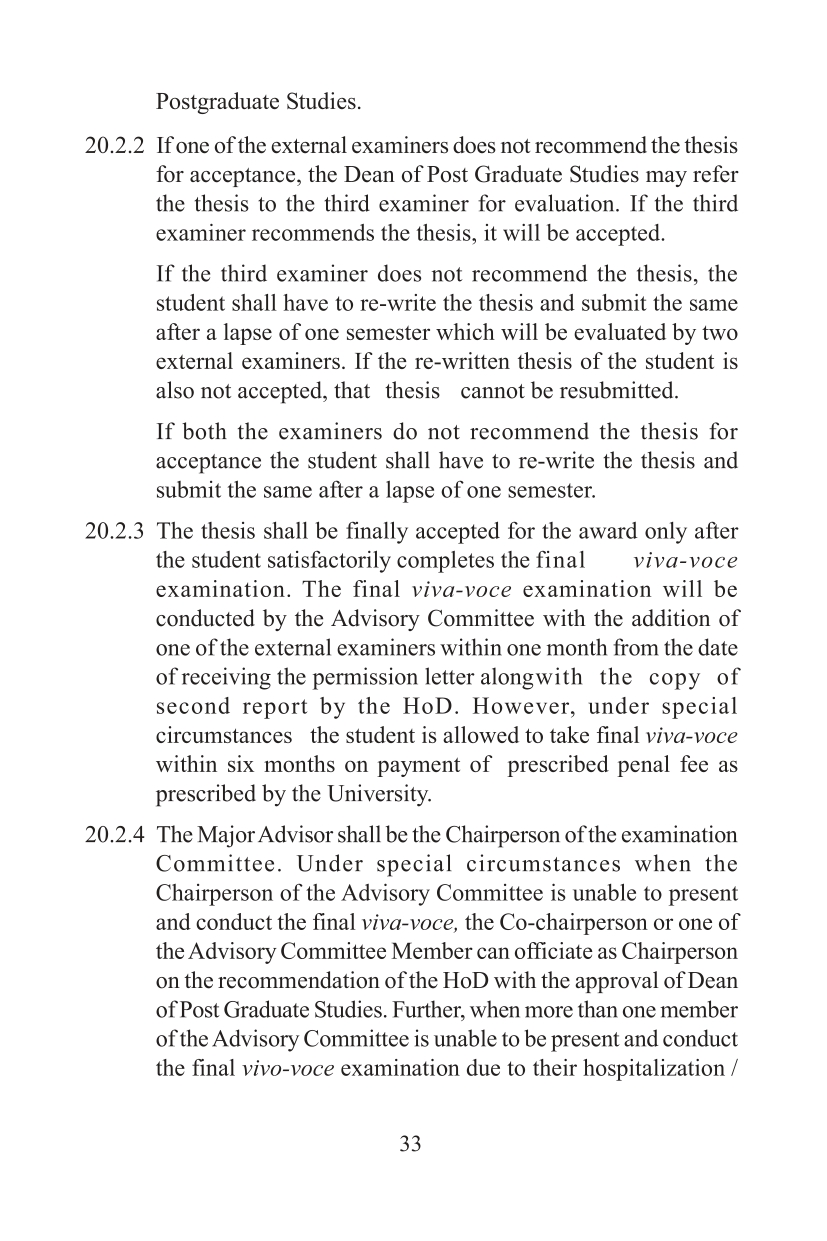 Postgraduate Studies.
20.2.2 If one of the external examiners does not recommend the thesis
for acceptance, the Dean of Post Graduate Studies may refer
the thesis to the third examiner for evaluation. If the third
examiner recommends the thesis, it will be accepted.
If the third examiner does not recommend the thesis, the
student shall have to re-write the thesis and submit the same
after a lapse of one semester which will be evaluated by two
external examiners. If the re-written thesis of the student is
also not accepted, that thesis cannot be resubmitted.
If both the examiners do not recommend the thesis for
acceptance the student shall have to re-write the thesis and
submit the same after a lapse of one semester.
20.2.3 The thesis shall be finally accepted for the award only after
the student satisfactorily completes the final viva-voce
examination. The final viva-voce examination will be
conducted by the Advisory Committee with the addition of
one of the external examiners within one month from the date
of receiving the permission letter alongwith the copy of
second report by the HoD. However, under special
circumstances the student is allowed to take final viva-voce
within six months on payment of prescribed penal fee as
prescribed by the University.
20.2.4 The Major Advisor shall be the Chairperson of the examination
Committee. Under special circumstances when the
Chairperson of the Advisory Committee is unable to present
and conduct the final viva-voce, the Co-chairperson or one of
the Advisory Committee Member can officiate as Chairperson
on the recommendation of the HoD with the approval of Dean
of Post Graduate Studies. Further, when more than one member
of the Advisory Committee is unable to be present and conduct
the final vivo-voce examination due to their hospitalization /
33